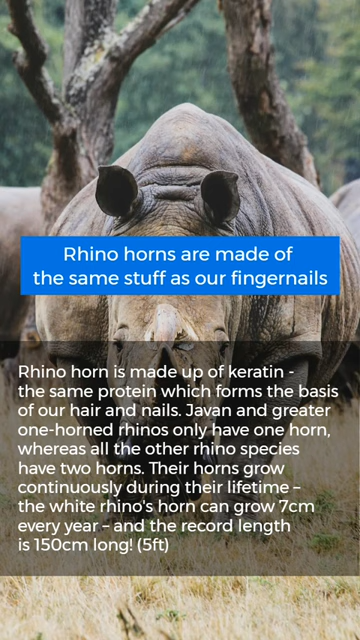 Rhino horns are made of
the same stuff as our fingernails
Rhino horn is made up of keratin -
the same protein which forms the basis
of our hair and nails. Javan and greater
one-horned rhinos only have one horn,
whereas all the other rhino species
have two horns. Their horns grow
continuously during their lifetime –
the white rhino's horn can grow 7cm
every year – and the record length
is 150cm long! (5ft)